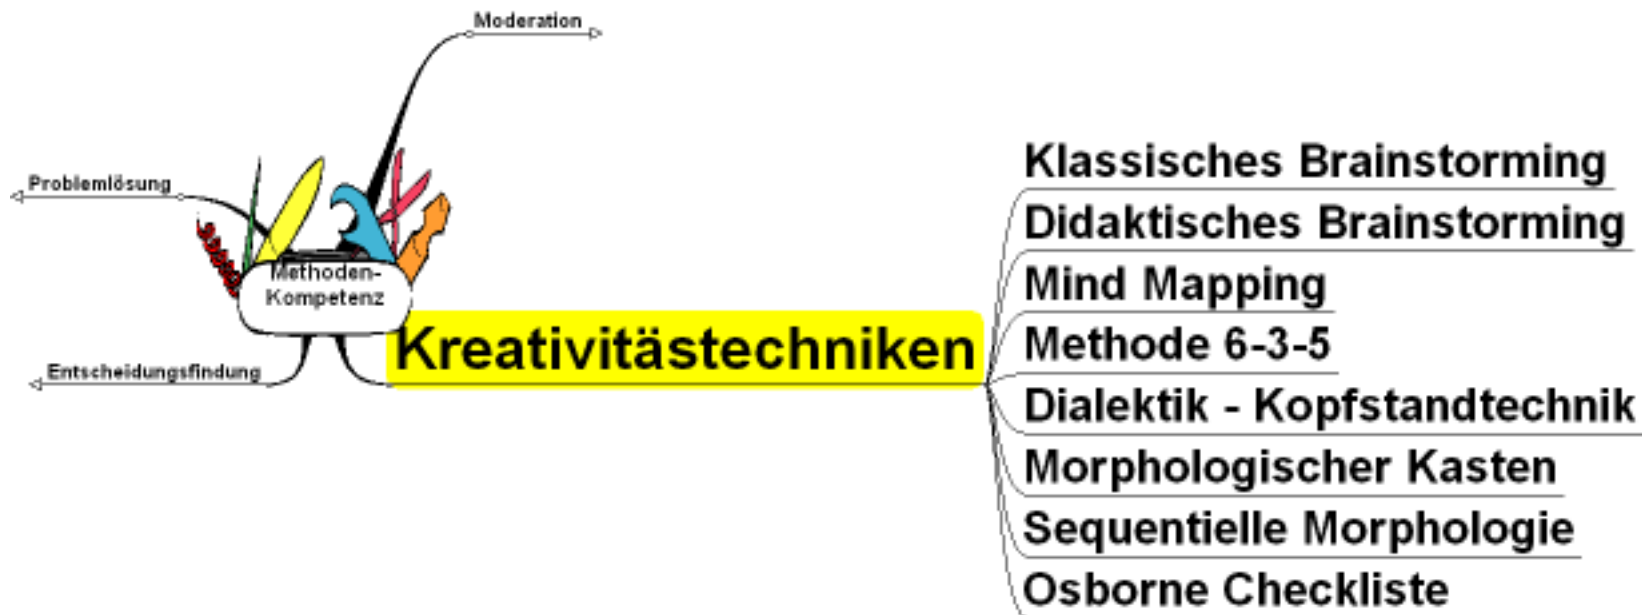 Moderation
Problemlösung
Methoden-
Kompetenz
Entscheidungsfindung
Kreativitästechniken
Klassisches Brainstorming
Didaktisches Brainstorming
Mind Mapping
Methode 6-3-5
Dialektik - Kopfstandtechnik
Morphologischer Kasten
Sequentielle Morphologie
Osborne Checkliste